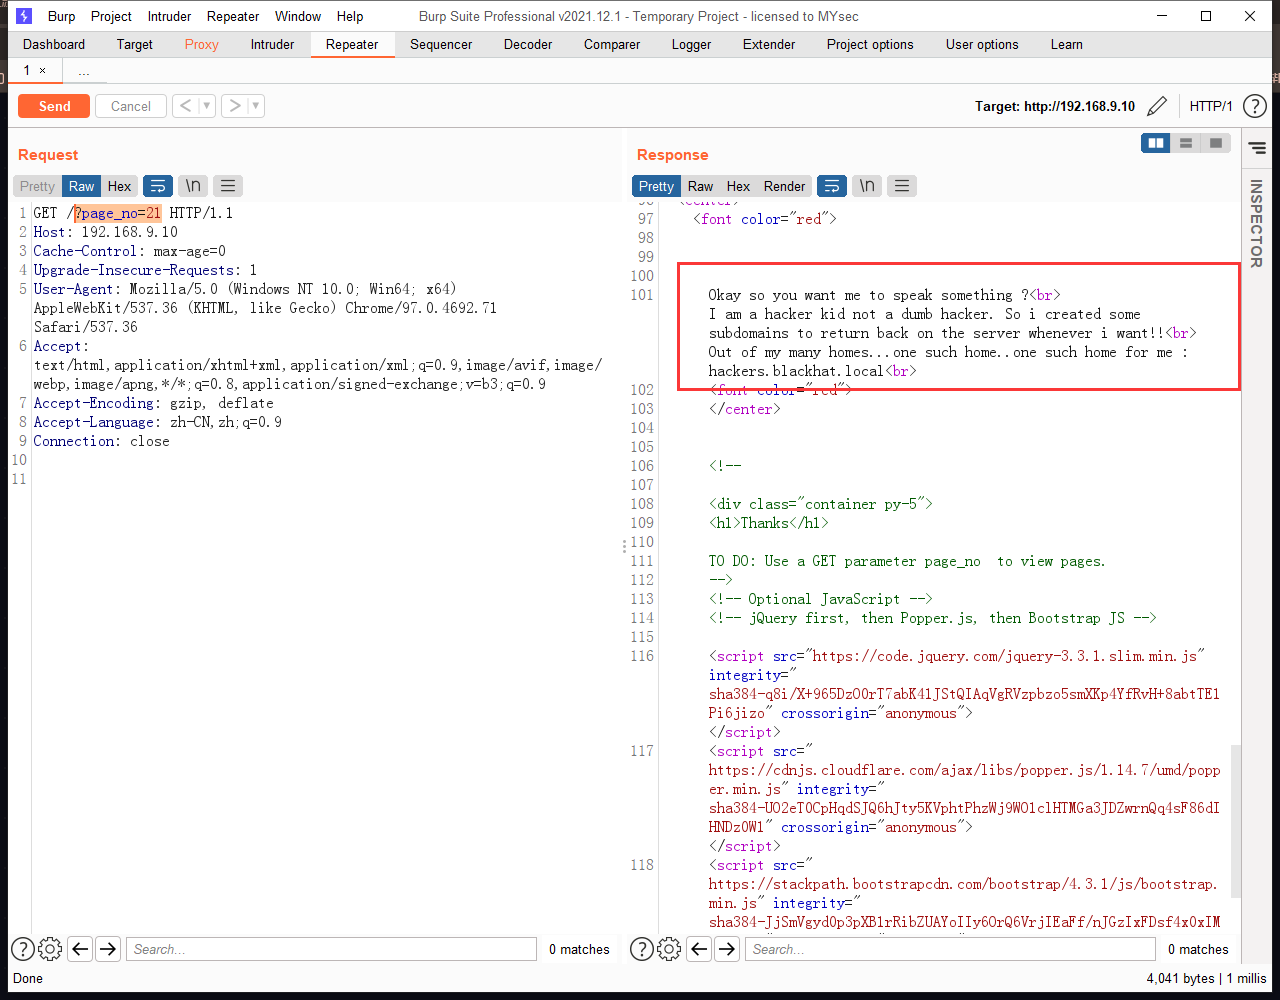 Burp Project Intruder Repeater Window Help Burp Suite Professional v2021.12.1 - Temporary Project - licensed to MYsec
Dashboard Target Proxy Intruder Repeater Sequencer Decoder Comparer Logger Extender Project options User options Learn
1 × ...
Send Cancel < > Target: http://192.168.9.10 HTTP/1 ?
Request
Pretty Raw Hex \n
1 GET /?page_no=21 HTTP/1.1
2 Host: 192.168.9.10
3 Cache-Control: max-age=0
4 Upgrade-Insecure-Requests: 1
5 User-Agent: Mozilla/5.0 (Windows NT 10.0; Win64; x64)
AppleWebKit/537.36 (KHTML, like Gecko) Chrome/97.0.4692.71
Safari/537.36
6 Accept:
text/html,application/xhtml+xml,application/xml;q=0.9,image/avif,image/
webp,image/apng,*/*;q=0.8,application/signed-exchange;v=b3;q=0.9
7 Accept-Encoding: gzip, deflate
8 Accept-Language: zh-CN,zh;q=0.9
9 Connection: close
10
11
? Search... 0 matches
Response
Pretty Raw Hex Render \n
INSPECTOR
96 <center>
97 <font color="red">
98
99
100
101 Okay so you want me to speak something ?<br>
I am a hacker kid not a dumb hacker. So i created some
subdomains to return back on the server whenever i want!!<br>
Out of my many homes...one such home..one such home for me :
hackers.blackhat.local<br>
102 <font color="red">
103 </center>
104
105
106 <!--
107
108 <div class="container py-5">
109 <h1>Thanks</h1>
110
111 TO DO: Use a GET parameter page_no  to view pages.
112 -->
113 <!-- Optional JavaScript -->
114 <!-- jQuery first, then Popper.js, then Bootstrap JS -->
115
116 <script src="https://code.jquery.com/jquery-3.3.1.slim.min.js"
integrity="
sha384-q8i/X+965DzO0rT7abK41JStQIAqVgRVzpbzo5smXKp4YfRvH+8abtTE1
Pi6jizo" crossorigin="anonymous">
</script>
117 <script src="
https://cdnjs.cloudflare.com/ajax/libs/popper.js/1.14.7/umd/popp
er.min.js" integrity="
sha384-UO2eT0CpHqdSJQ6hJty5KVphtPhzWj9WO1clHTMGa3JDZwrnQq4sF86dI
HNDz0W1" crossorigin="anonymous">
</script>
118 <script src="
https://stackpath.bootstrapcdn.com/bootstrap/4.3.1/js/bootstrap.
min.js" integrity="
sha384-JjSmVgyd0p3pXB1rRibZUAYoIIy6OrQ6VrjIEaFf/nJGzIxFDsf4x0xIM
? Search... 0 matches
Done 4,041 bytes | 1 millis